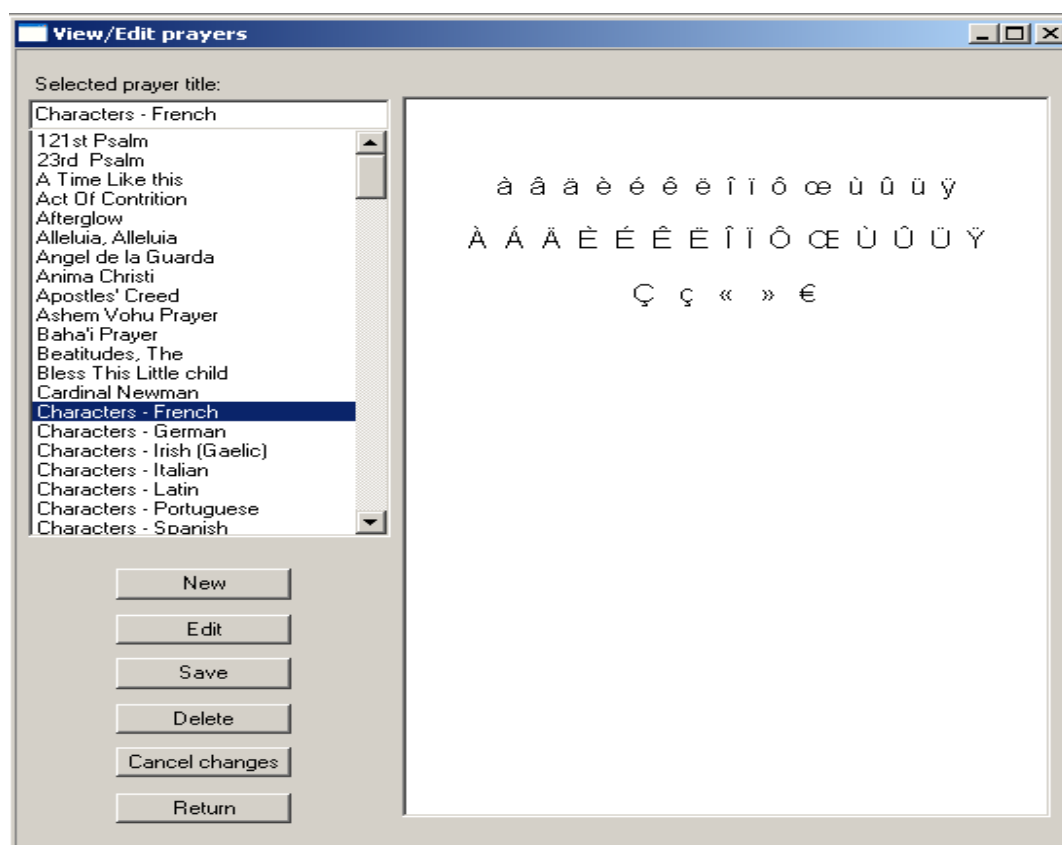 View/Edit prayers
Selected prayer title:
Characters - French
121st Psalm
23rd  Psalm
A Time Like this
Act Of Contrition
Afterglow
Alleluia, Alleluia
Angel de la Guarda
Anima Christi
Apostles' Creed
Ashem Vohu Prayer
Baha'i Prayer
Beatitudes, The
Bless This Little child
Cardinal Newman
Characters - French
Characters - German
Characters - Irish (Gaelic)
Characters - Italian
Characters - Latin
Characters - Portuguese
Characters - Spanish
New
Edit
Save
Delete
Cancel changes
Return
à â ä è é ê ë î ï ô œ ù û ü ÿ
À Á Ä È É Ê Ë Î Ï Ô Œ Ù Û Ü Ÿ
Ç ç « » €